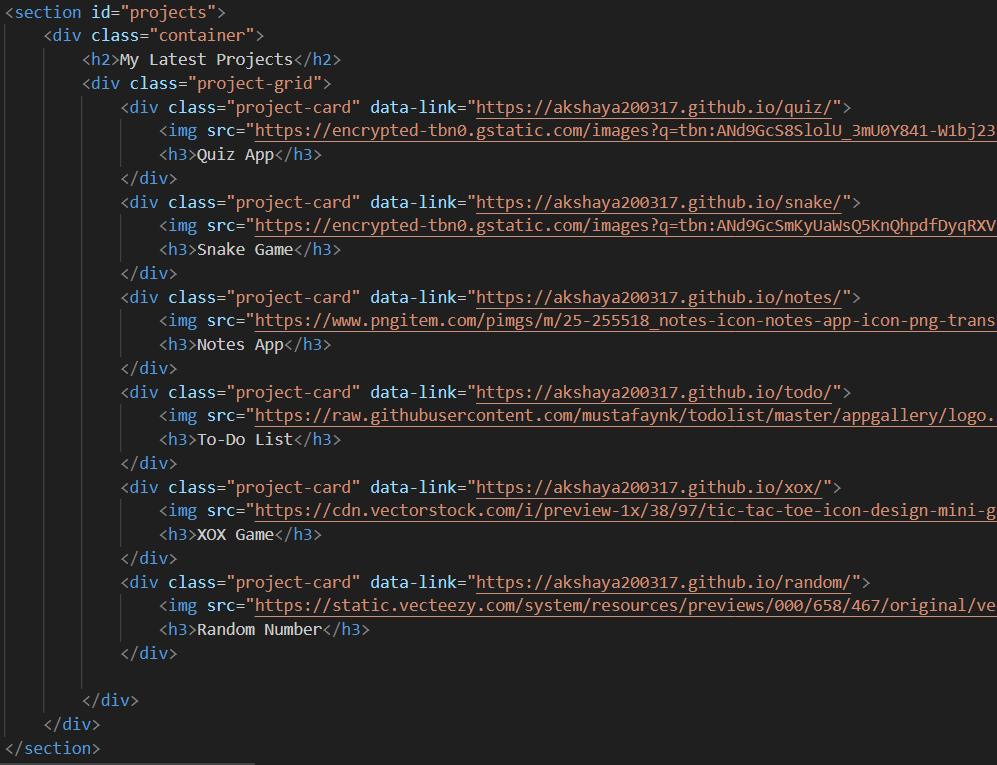 <section id="projects">
<div class="container">
<h2>My Latest Projects</h2>
<div class="project-grid">
<div class="project-card" data-link="https://akshaya200317.github.io/quiz/">
<img src="https://encrypted-tbn0.gstatic.com/images?q=tbn:ANd9GcS8SlolU_3mU0Y841-W1bj23
<h3>Quiz App</h3>
</div>
<div class="project-card" data-link="https://akshaya200317.github.io/snake/">
<img src="https://encrypted-tbn0.gstatic.com/images?q=tbn:ANd9GcSmKyUaWsQ5KnQhpdfDyqRXV
<h3>Snake Game</h3>
</div>
<div class="project-card" data-link="https://akshaya200317.github.io/notes/">
<img src="https://www.pngitem.com/pimgs/m/25-255518_notes-icon-notes-app-icon-png-trans
<h3>Notes App</h3>
</div>
<div class="project-card" data-link="https://akshaya200317.github.io/todo/">
<img src="https://raw.githubusercontent.com/mustafaynk/todolist/master/appgallery/logo.
<h3>To-Do List</h3>
</div>
<div class="project-card" data-link="https://akshaya200317.github.io/xox/">
<img src="https://cdn.vectorstock.com/i/preview-1x/38/97/tic-tac-toe-icon-design-mini-g
<h3>XOX Game</h3>
</div>
<div class="project-card" data-link="https://akshaya200317.github.io/random/">
<img src="https://static.vecteezy.com/system/resources/previews/000/658/467/original/ve
<h3>Random Number</h3>
</div>
</div>
</div>
</section>